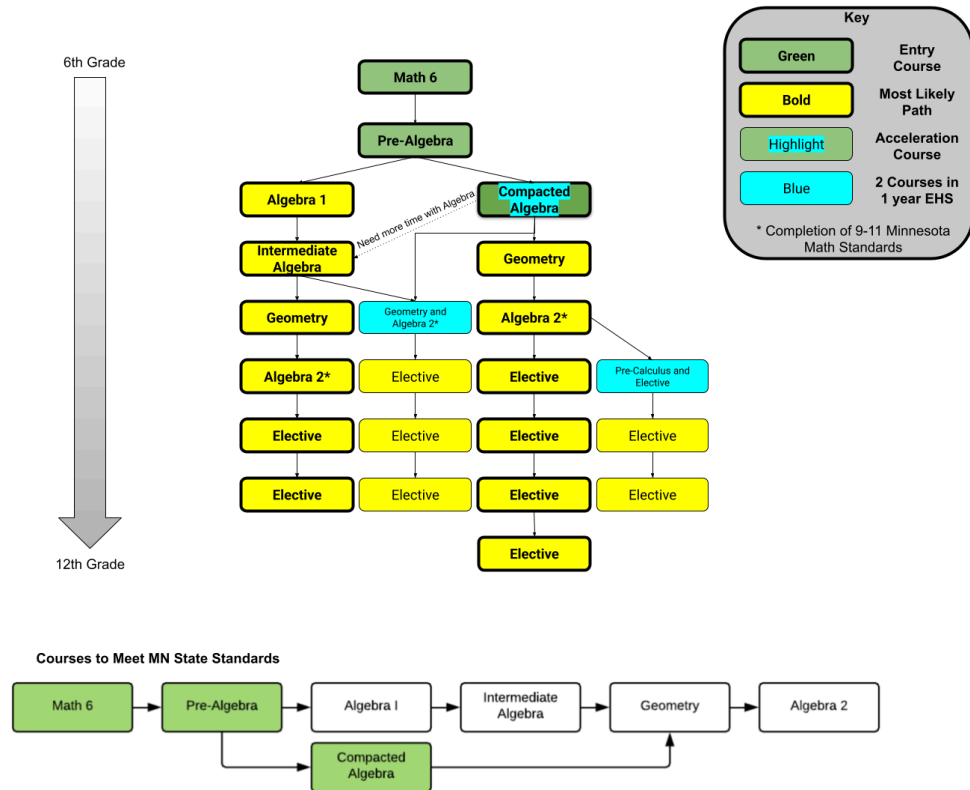 Key
Green
Entry
Course
Bold
Most Likely
Path
Highlight
Acceleration
Course
Blue
2 Courses in
1 year EHS
* Completion of 9-11 Minnesota
Math Standards
6th Grade
12th Grade
Math 6
Pre-Algebra
Algebra 1
Compacted
Algebra
Need more time with Algebra
Intermediate
Algebra
Geometry
Geometry
Geometry and
Algebra 2*
Algebra 2*
Algebra 2*
Elective
Elective
Pre-Calculus and
Elective
Elective
Elective
Elective
Elective
Elective
Elective
Elective
Elective
Elective
Courses to Meet MN State Standards
Math 6
Pre-Algebra
Algebra I
Intermediate
Algebra
Geometry
Algebra 2
Compacted
Algebra